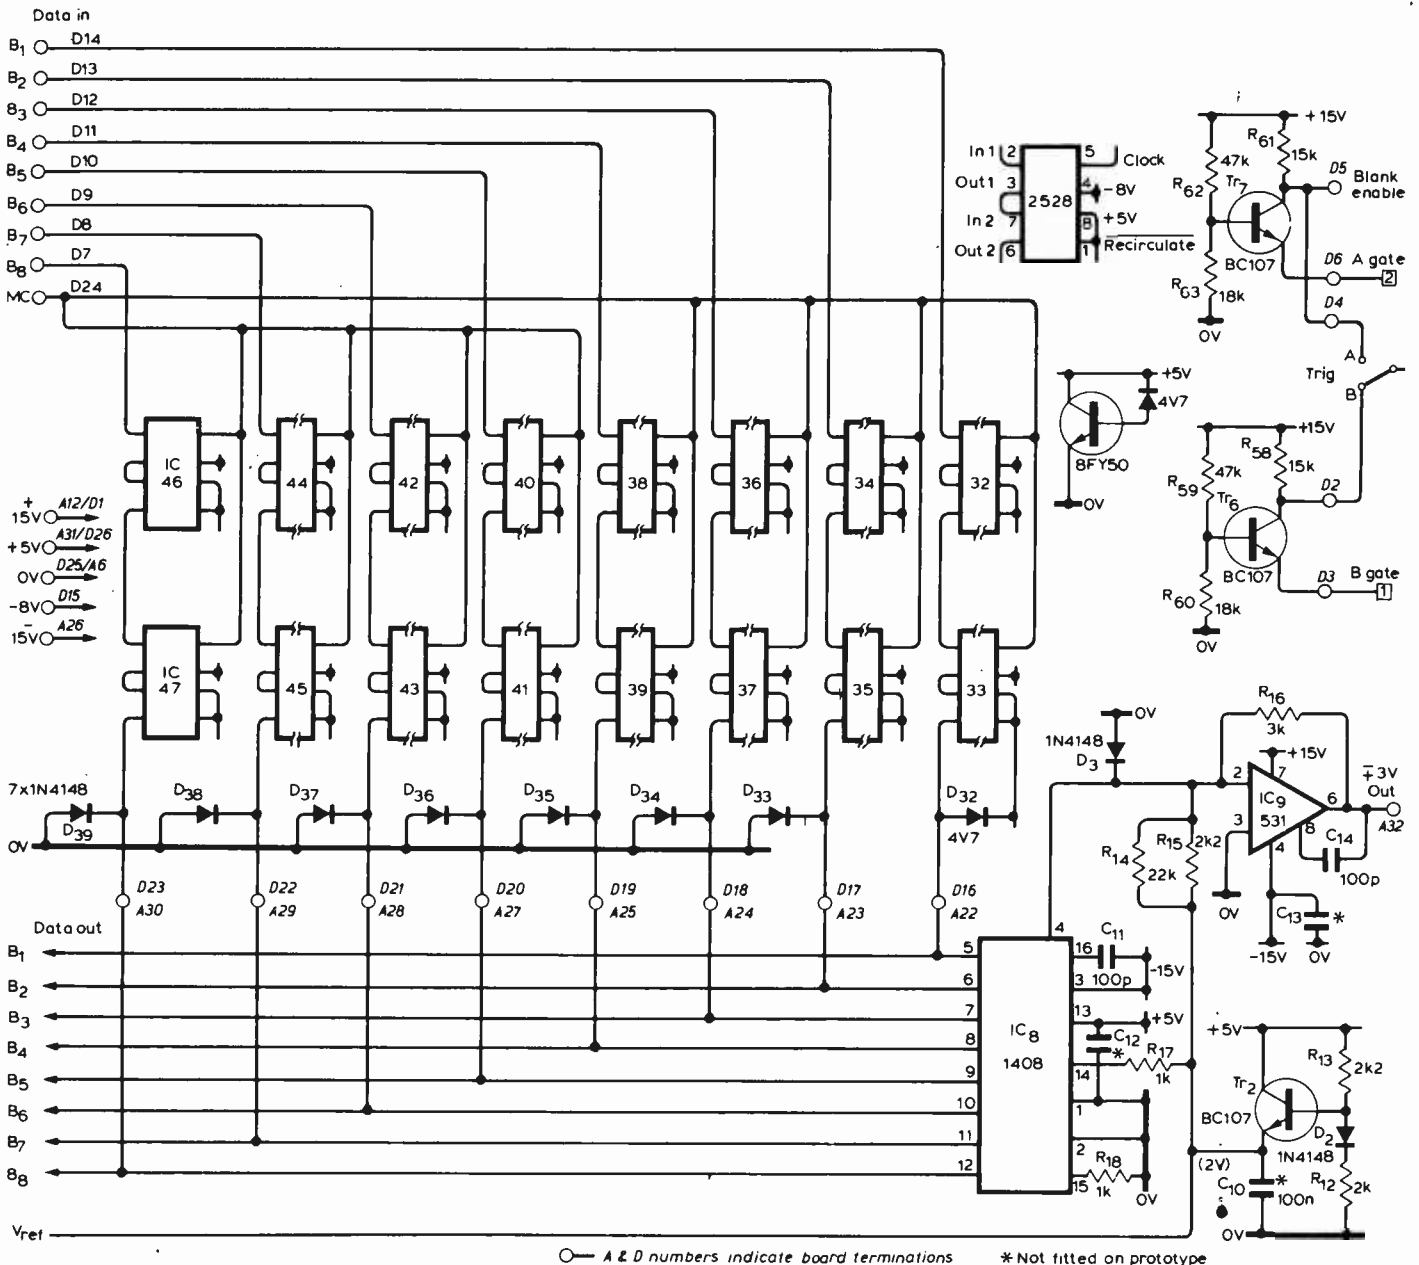 Data in
B1 D14
B2 D13
83 D12
B4 D11
B5 D10
B6 D9
B7 D8
B8 D7
MC D24
In 1 2 5 Clock
Out 1 3 4 -8V
2528
In 2 7 8 +5V
Out 2 6 1 Recirculate
+15V
R61 15k
47k
R62
Tr7
BC107
D5 Blank enable
D6 A gate 2
R63 18k
0V
D4
A
Trig
B
+5V
4V7
8FY50
0V
+15V
R58 15k
47k
R59
Tr6
BC107
D2
D3 B gate 1
R60 18k
0V
IC 46
44
42
40
38
36
34
32
+
15V A12/D1
+5V A31/D26
0V D25/A6
-8V D15
–
15V A26
IC 47
45
43
41
39
37
35
33
7x1N4148
D39
D38
D37
D36
D35
D34
D33
D32
4V7
0V
D23 A30
D22 A29
D21 A28
D20 A27
D19 A25
D18 A24
D17 A23
D16 A22
0V
1N4148
D3
R16
3k
+15V
2 7
IC9
531
6
3 8
4
C14
100p
∓3V
Out
A32
R14
22k
R15
2k2
0V
C13 *
-15V
0V
Data out
B1 5
B2 6
B3 7
B4 8
B5 9
B6 10
B7 11
88 12
4
IC8
1408
16 C11
100p
-15V
3
13 +5V
C12
*
14 R17
1k
1
2
15 R18
1k
0V
+5V
R13
2k2
Tr2
BC107
D2
1N4148
(2V)
C10 *
100n
R12 2k
0V
Vref
A & D numbers indicate board terminations
* Not fitted on prototype